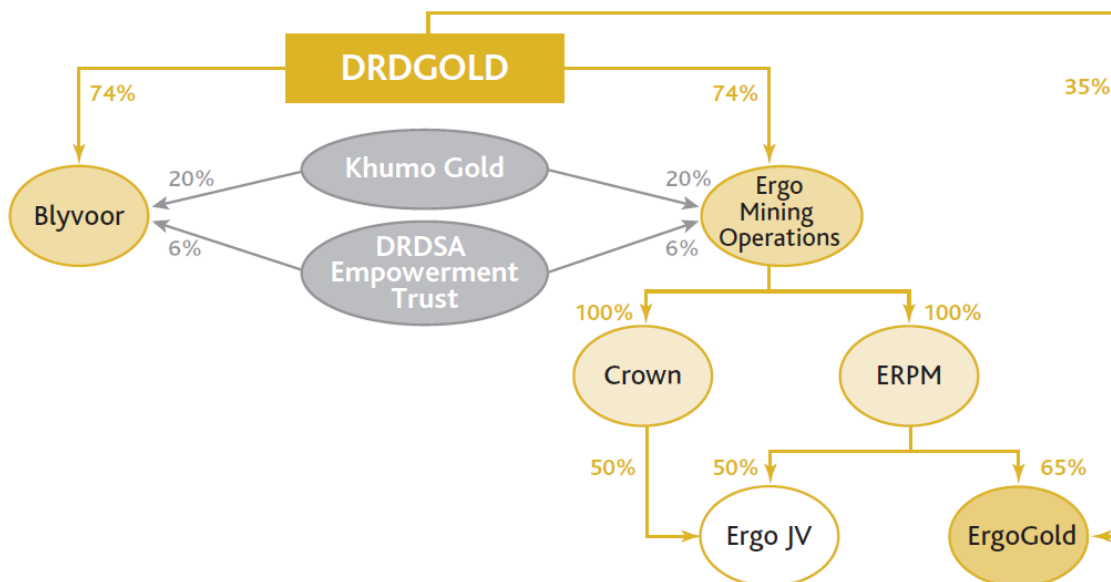 DRDGOLD
74%
74%
35%
Khumo Gold
20%
20%
Blyvoor
Ergo
Mining
Operations
6%
6%
DRDSA
Empowerment
Trust
100%
100%
Crown
ERPM
50%
50%
65%
Ergo JV
ErgoGold